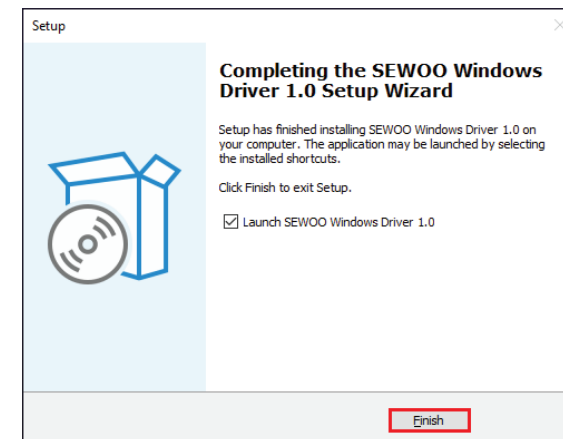 Setup
Completing the SEWOO Windows
Driver 1.0 Setup Wizard
Setup has finished installing SEWOO Windows Driver 1.0 on
your computer. The application may be launched by selecting
the installed shortcuts.
Click Finish to exit Setup.
Launch SEWOO Windows Driver 1.0
Finish